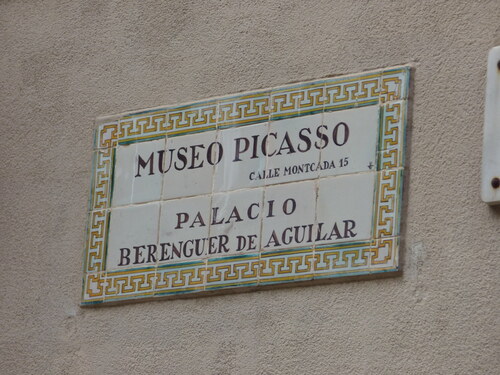 MUSEO PICASSO
CALLE MONTCADA 15
PALACIO
BERENGUER DE AGUILAR